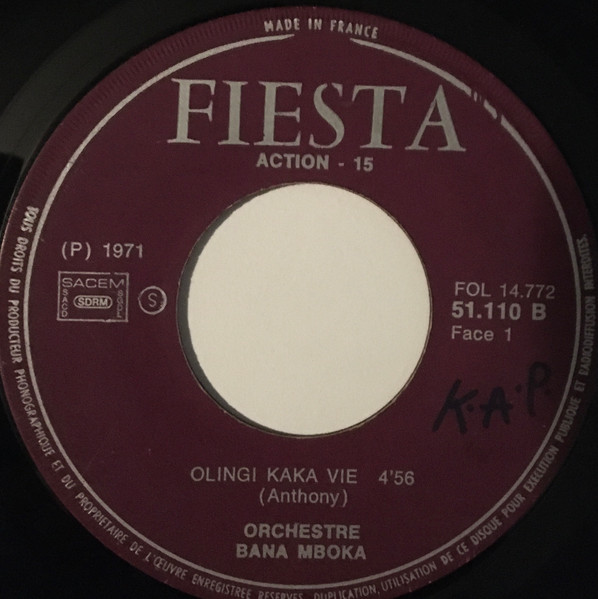 MADE IN FRANCE
FIESTA
ACTION - 15
(P) 1971
SACEM
SACD
SDRM
SGDL
S
FOL 14.772
51.110 B
Face 1
K.A.P.
OLINGI KAKA VIE 4'56
(Anthony)
ORCHESTRE
BANA MBOKA
TOUS DROITS DU PRODUCTEUR PHONOGRAPHIQUE ET DU PROPRIETAIRE DE L'ŒUVRE ENREGISTREE RESERVES. DUPLICATION, UTILISATION DE CE DISQUE POUR EXECUTION PUBLIQUE ET RADIODIFFUSION INTERDITES.